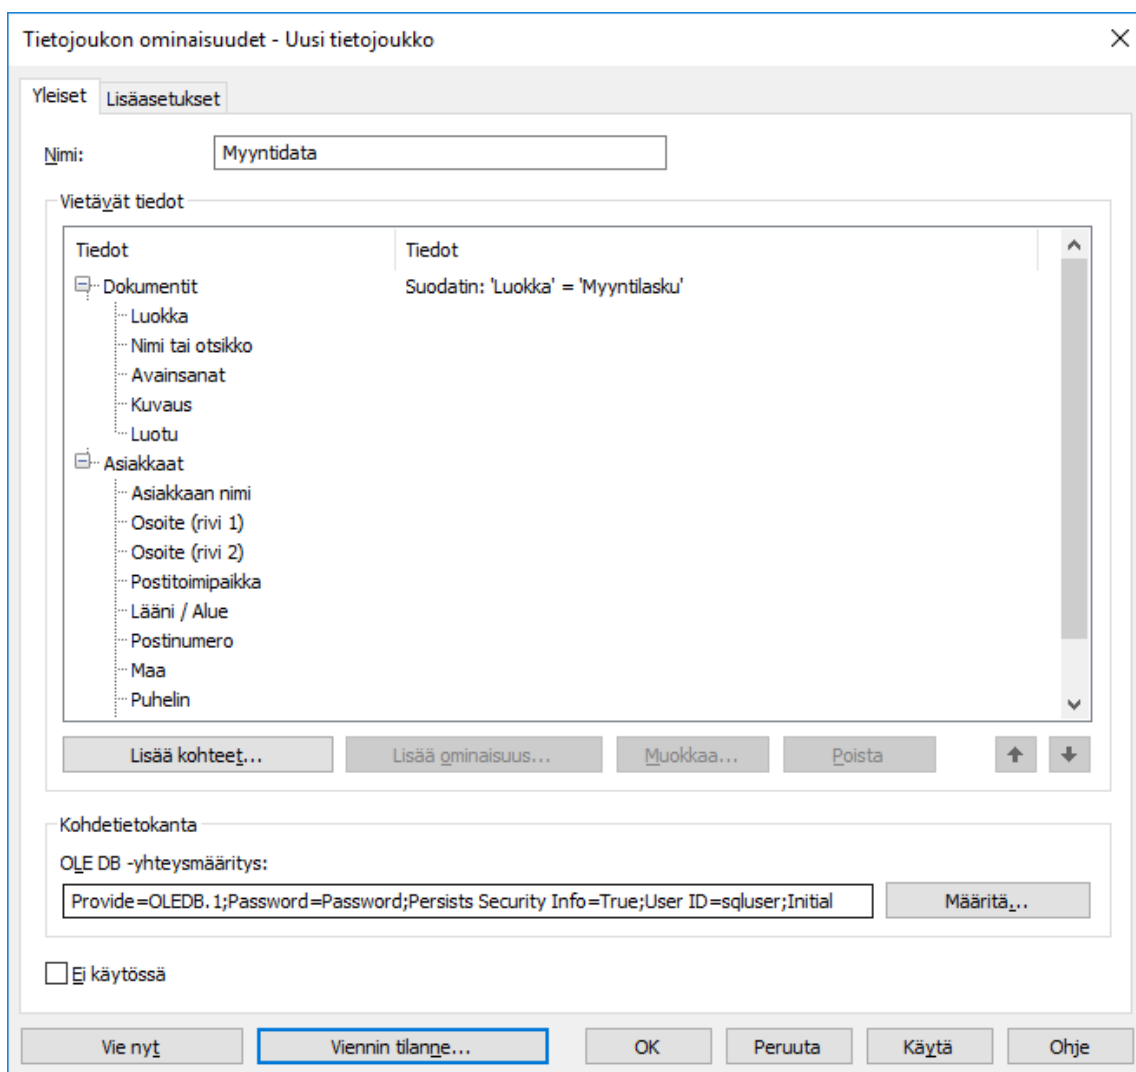 Tietojoukon ominaisuudet - Uusi tietojoukko
Yleiset Lisäasetukset
Nimi: Myyntidata
Vietävät tiedot
Tiedot Tiedot
Dokumentit Suodatin: 'Luokka' = 'Myyntilasku'
Luokka
Nimi tai otsikko
Avainsanat
Kuvaus
Luotu
Asiakkaat
Asiakkaan nimi
Osoite (rivi 1)
Osoite (rivi 2)
Postitoimipaikka
Lääni / Alue
Postinumero
Maa
Puhelin
Lisää kohteet... Lisää ominaisuus... Muokkaa... Poista
Kohdetietokanta
OLE DB -yhteysmääritys:
Provide=OLEDB.1;Password=Password;Persists Security Info=True;User ID=sqluser;Initial Määritä...
Ei käytössä
Vie nyt Viennin tilanne... OK Peruuta Käytä Ohje